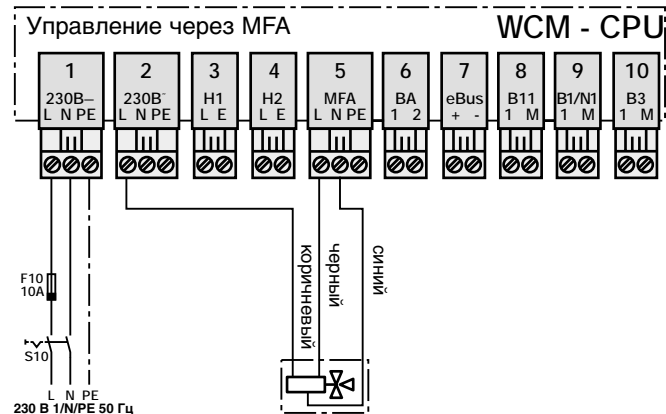 Управление через MFA
WCM - CPU
1 2 3 4 5 6 7 8 9 10
230В~ 230В~ H1 H2 MFA BA eBus B11 B1/N1 B3
L N PE L N PE L E L E L N PE 1 2 + - 1 M 1 M 1 M
коричневый
черный
синий
F10
10A
S10
L N PE
230 В 1/N/PE 50 Гц